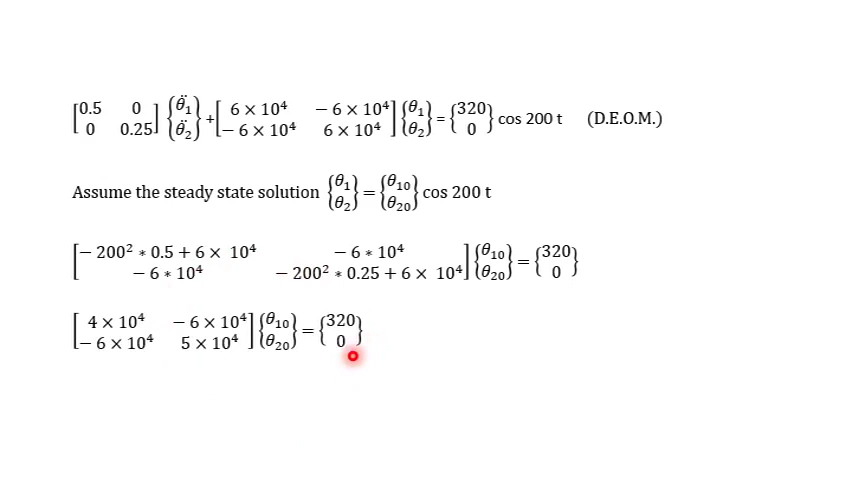 [0.5 0 0 0.25] {θ̈₁ θ̈₂} + [6 × 10⁴ − 6 × 10⁴ − 6 × 10⁴ 6 × 10⁴] {θ₁ θ₂} = {320 0} cos 200 t (D.E.O.M.)
Assume the steady state solution {θ₁ θ₂} = {θ₁₀ θ₂₀} cos 200 t
[− 200² ∗ 0.5 + 6 × 10⁴ − 6 ∗ 10⁴ − 6 ∗ 10⁴ − 200² ∗ 0.25 + 6 × 10⁴] {θ₁₀ θ₂₀} = {320 0}
[4 × 10⁴ − 6 × 10⁴ − 6 × 10⁴ 5 × 10⁴] {θ₁₀ θ₂₀} = {320 0}